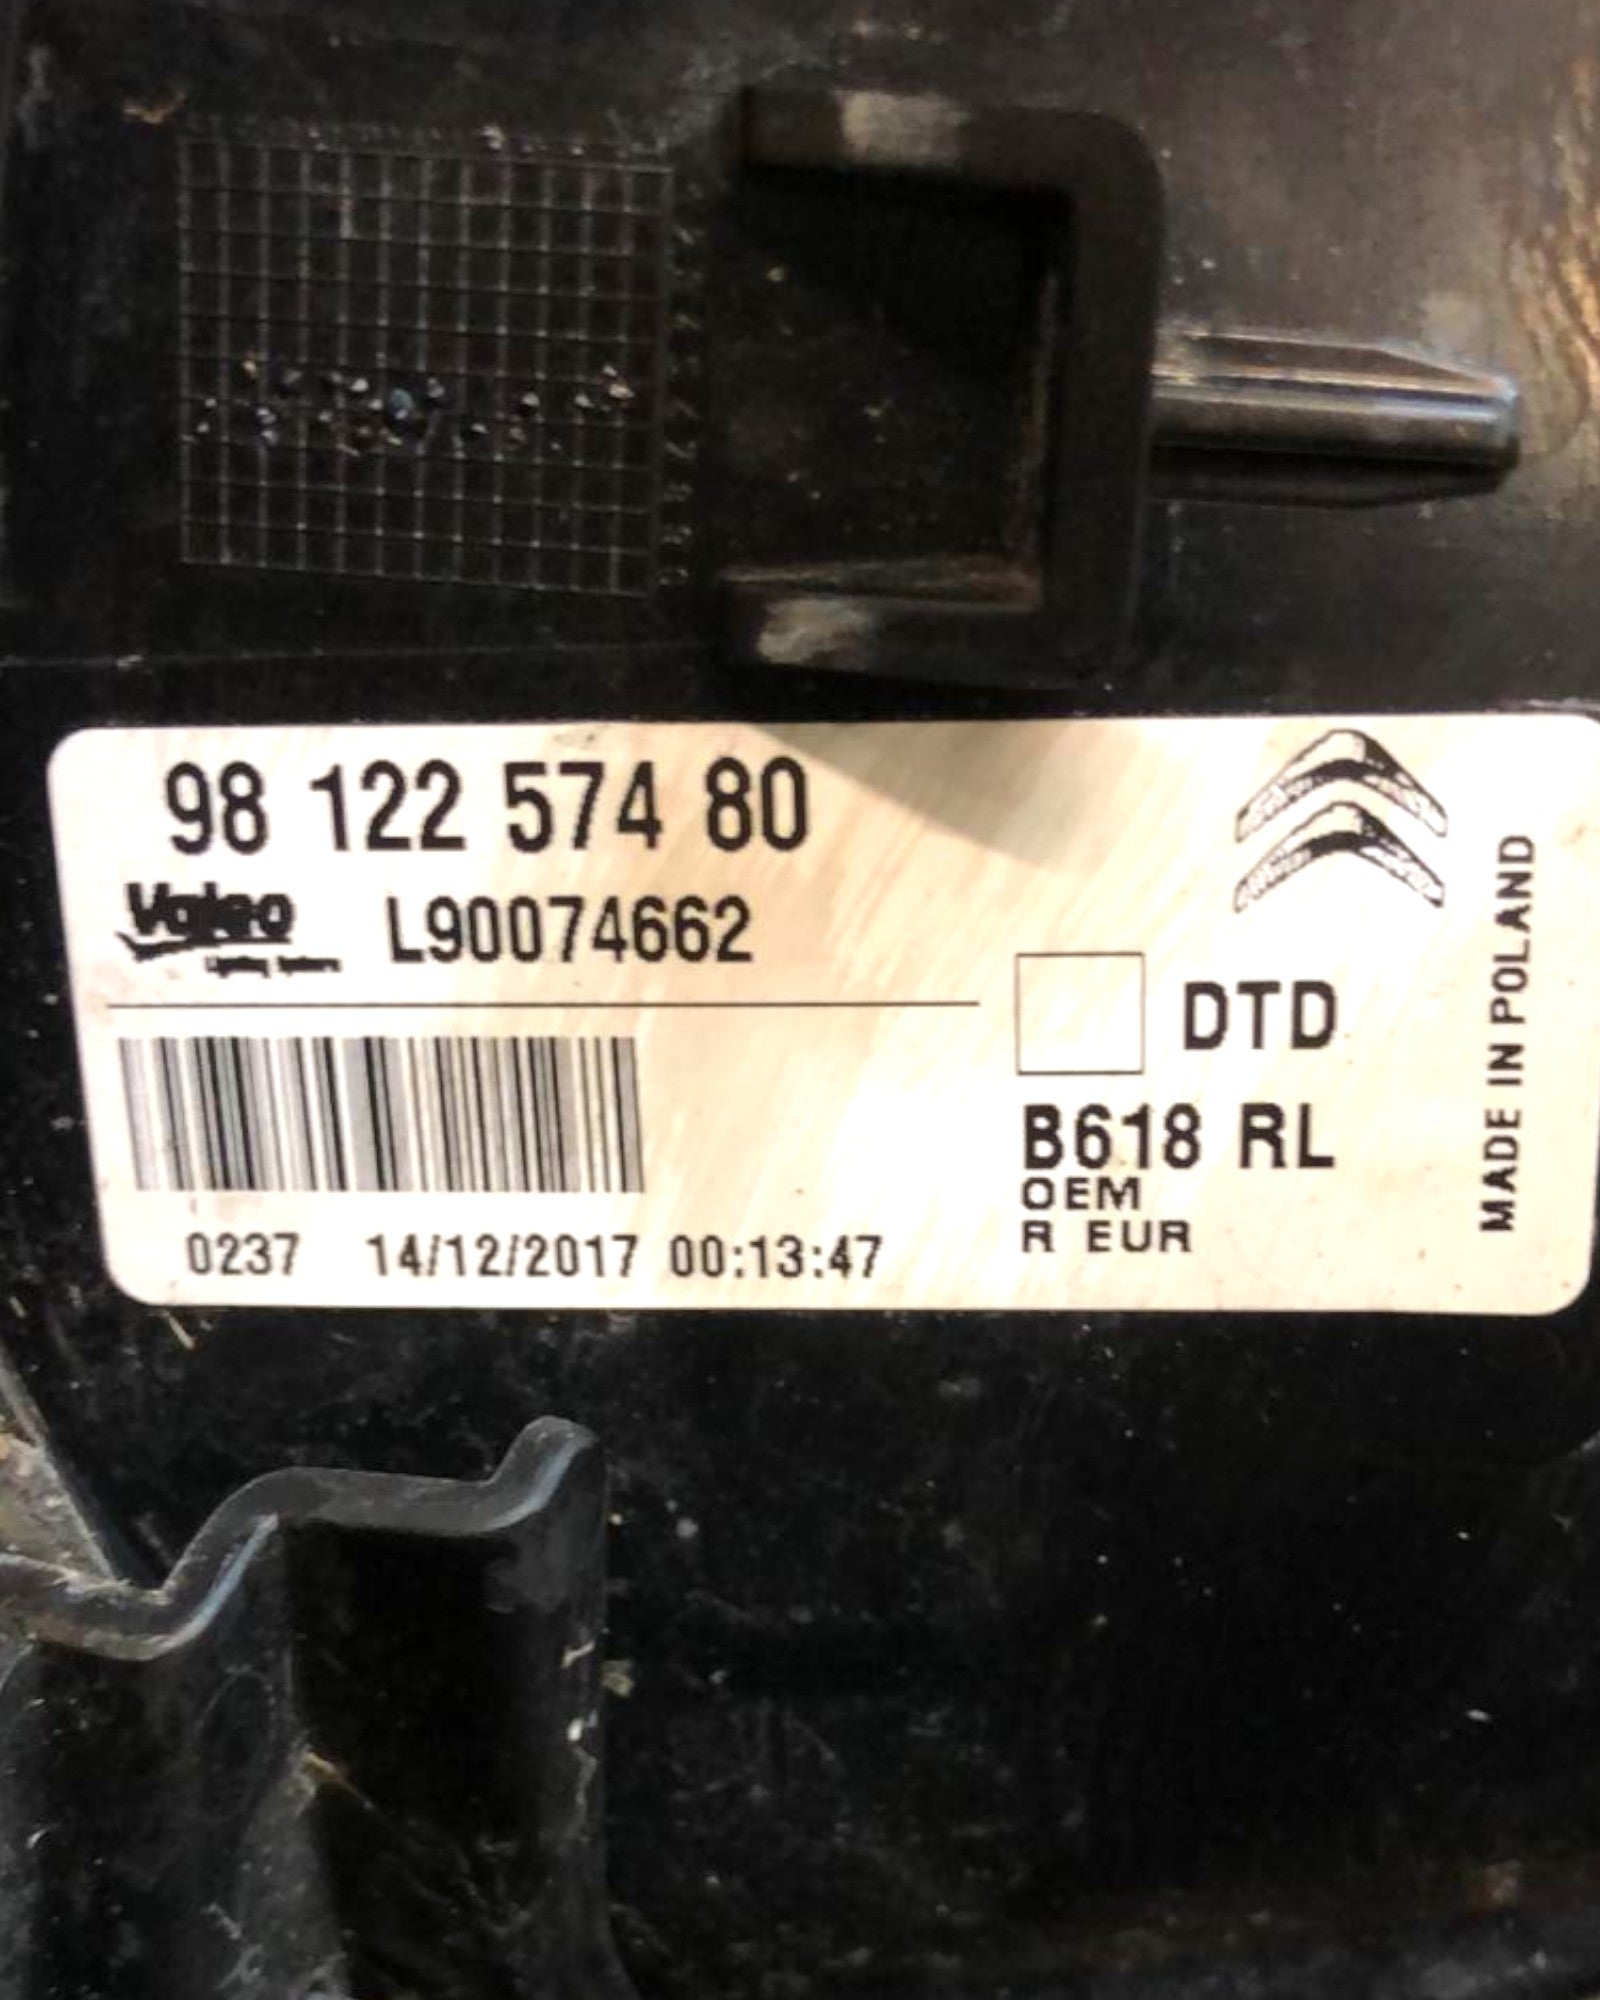 98 122 574 80
Valeo L90074662
DTD
B618 RL
OEM
R EUR
0237 14/12/2017 00:13:47
MADE IN POLAND